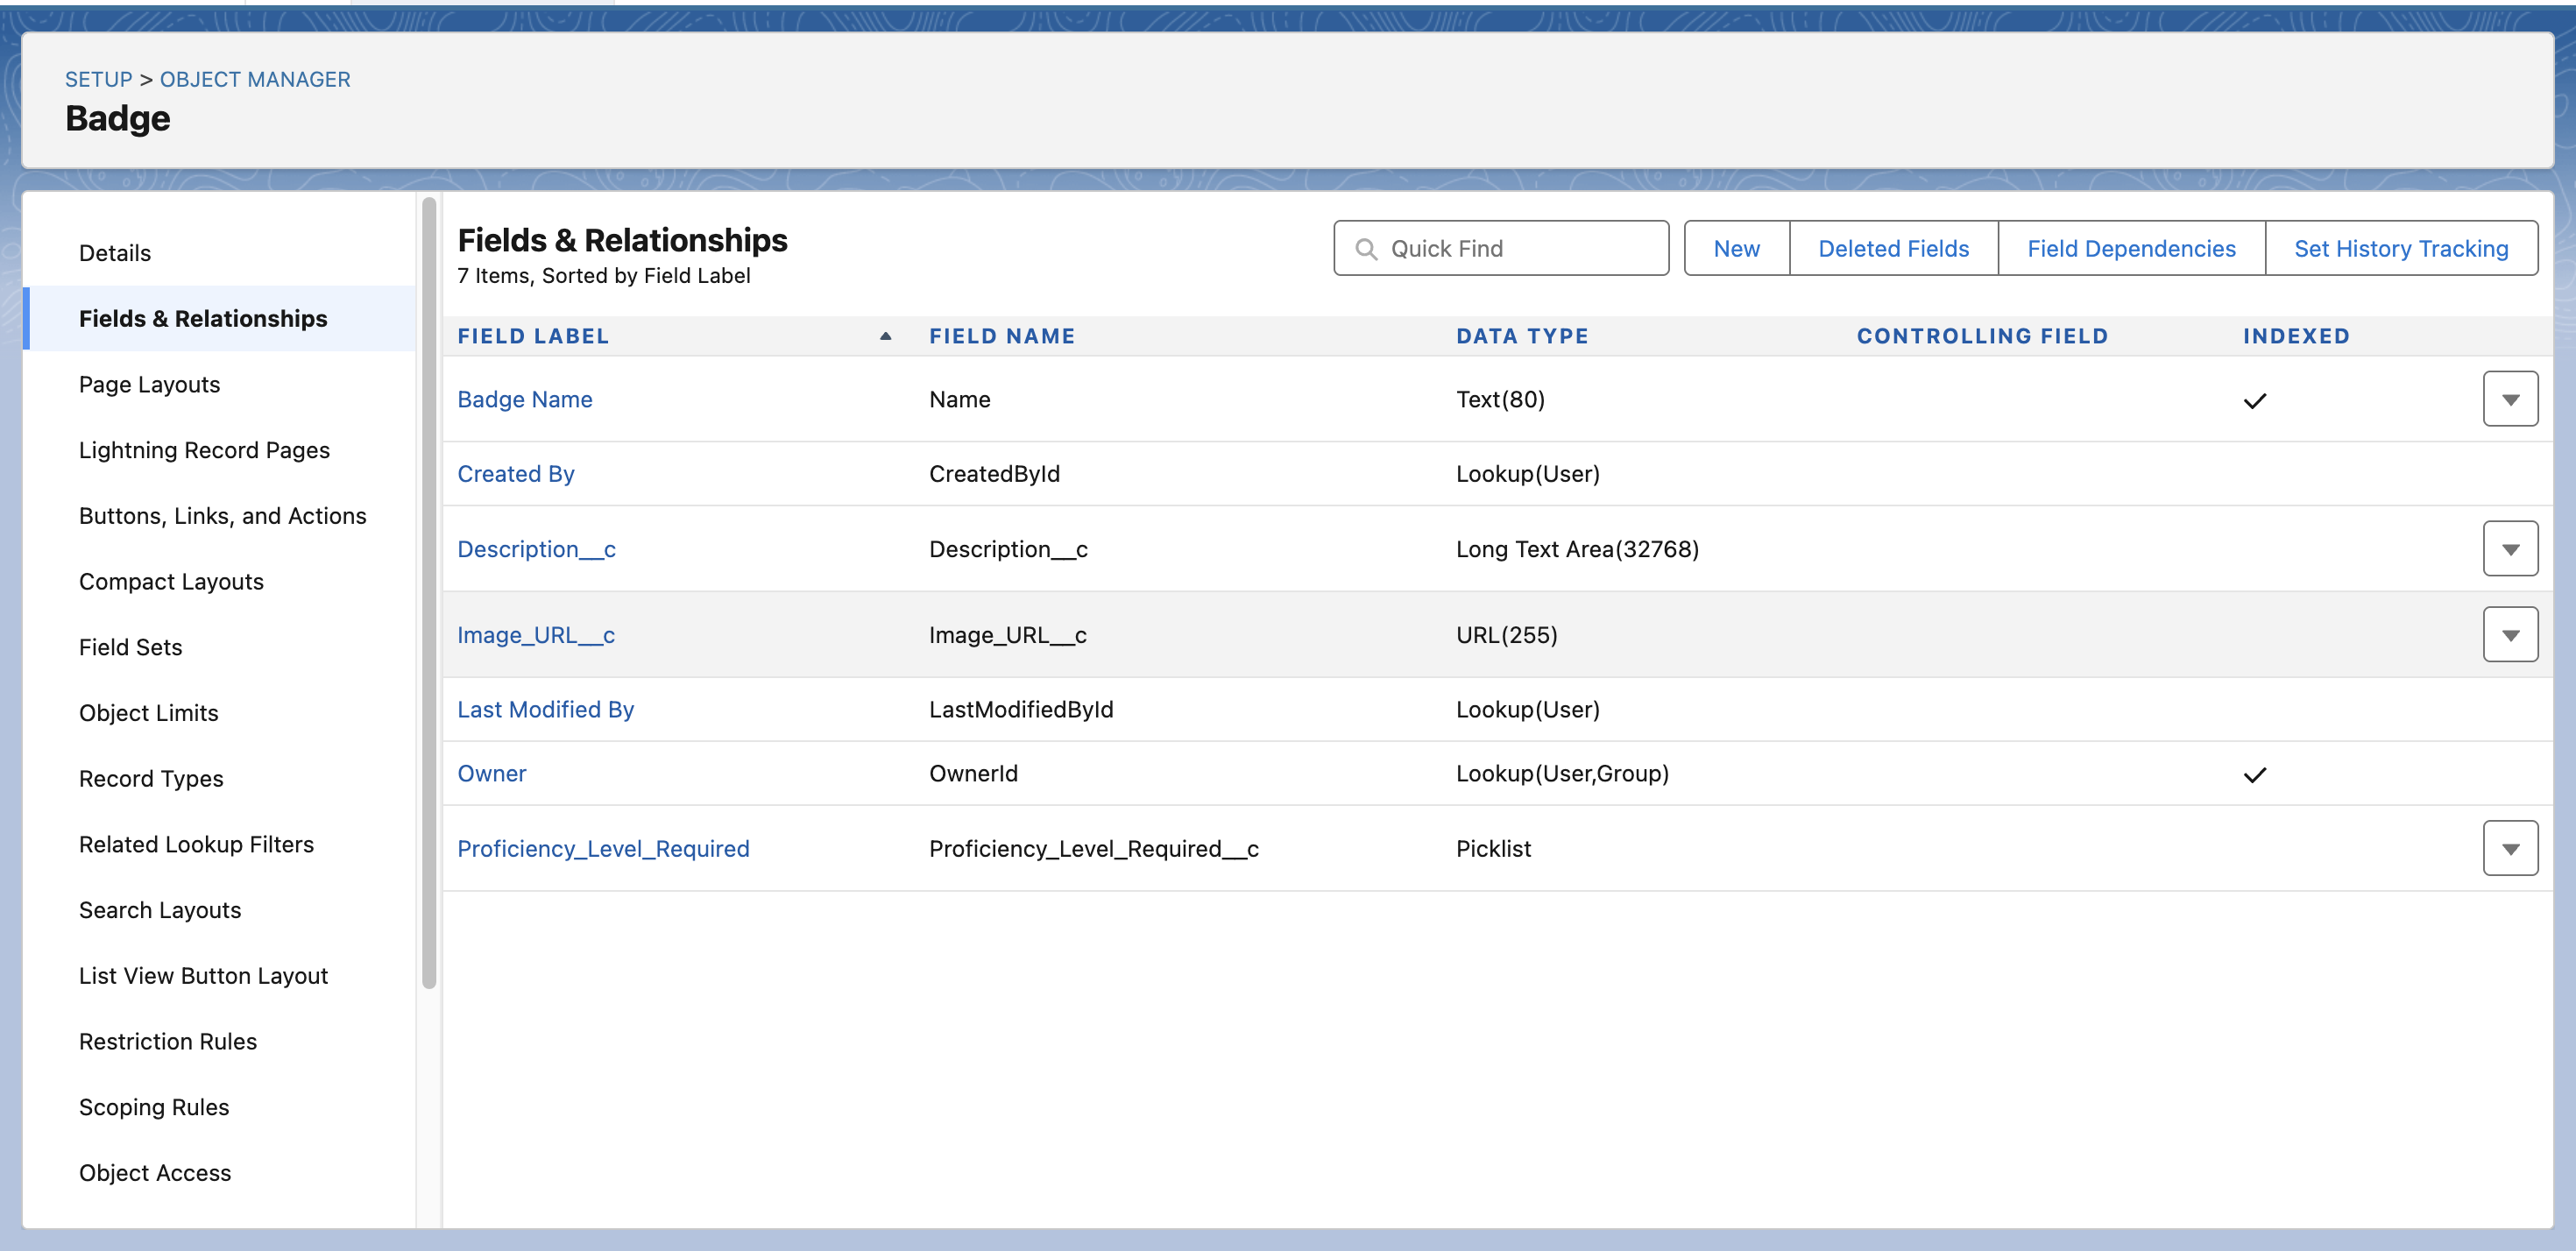 SETUP > OBJECT MANAGER
Badge
Details
Fields & Relationships
Page Layouts
Lightning Record Pages
Buttons, Links, and Actions
Compact Layouts
Field Sets
Object Limits
Record Types
Related Lookup Filters
Search Layouts
List View Button Layout
Restriction Rules
Scoping Rules
Object Access
Fields & Relationships
7 Items, Sorted by Field Label
Quick Find New Deleted Fields Field Dependencies Set History Tracking
FIELD LABEL FIELD NAME DATA TYPE CONTROLLING FIELD INDEXED
Badge Name Name Text(80)
Created By CreatedById Lookup(User)
Description__c Description__c Long Text Area(32768)
Image_URL__c Image_URL__c URL(255)
Last Modified By LastModifiedById Lookup(User)
Owner OwnerId Lookup(User,Group)
Proficiency_Level_Required Proficiency_Level_Required__c Picklist